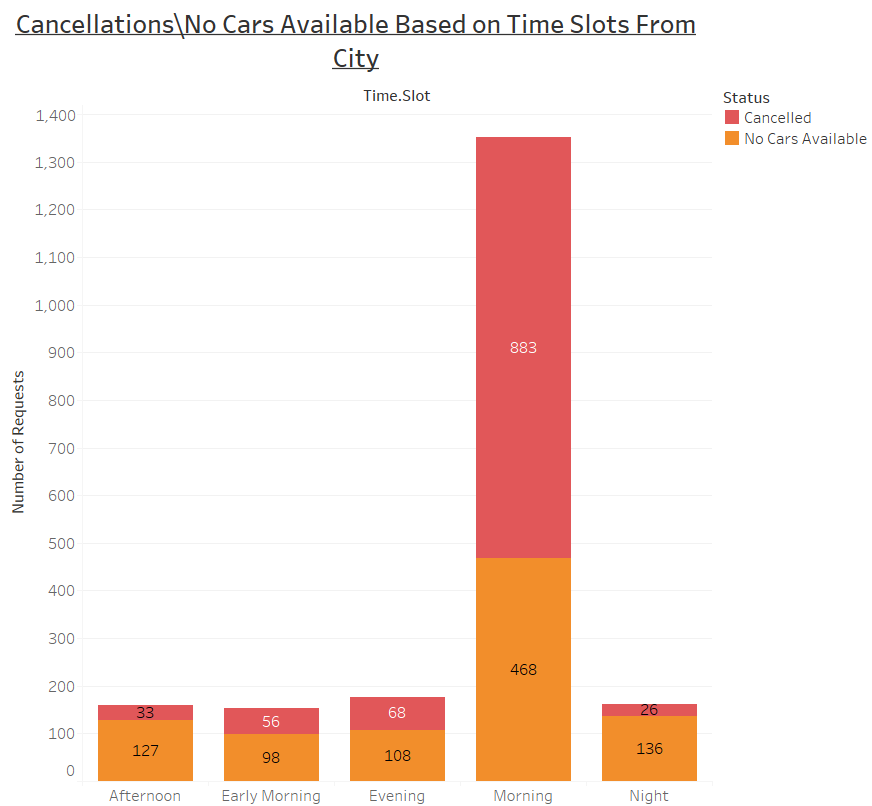 Cancellations\No Cars Available Based on Time Slots From
City
Time.Slot
Status
Cancelled
No Cars Available
Number of Requests
1,400
1,300
1,200
1,100
1,000
900
800
700
600
500
400
300
200
100
0
33
127
56
98
68
108
883
468
26
136
Afternoon
Early Morning
Evening
Morning
Night